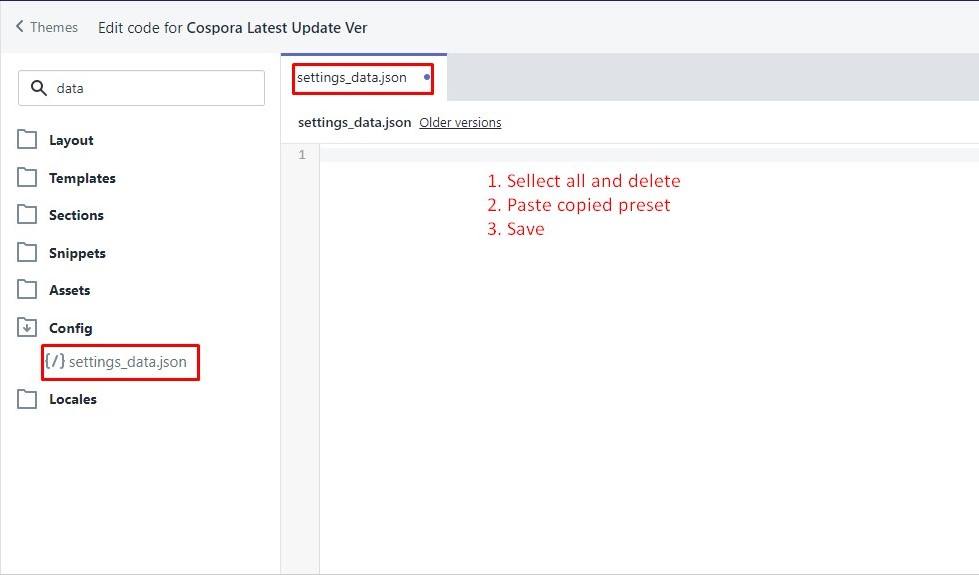 Themes Edit code for Cospora Latest Update Ver
data
settings_data.json
settings_data.json Older versions
Layout
1
Templates
1. Sellect all and delete
2. Paste copied preset
Sections
3. Save
Snippets
Assets
Config
{/} settings_data.json
Locales